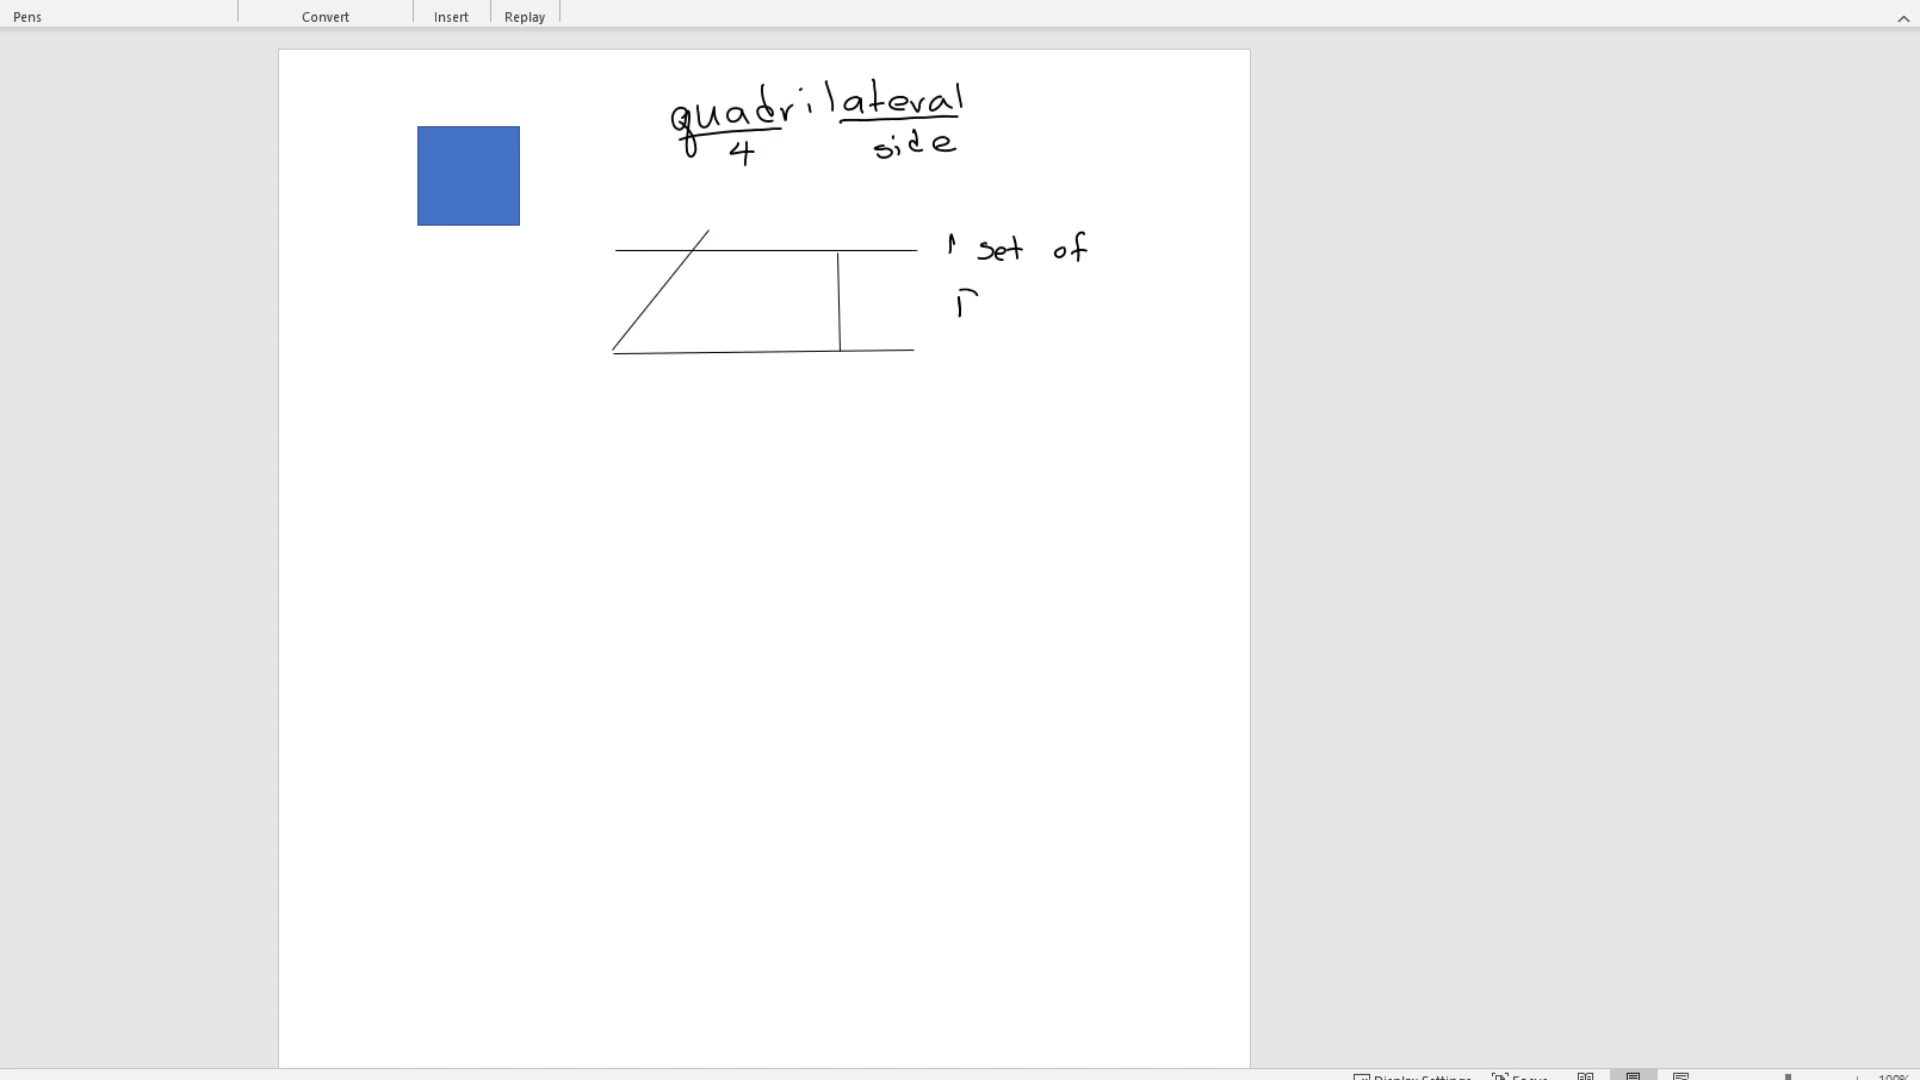 Pens Convert Insert Replay
quadrilateral
4 side
1 set of